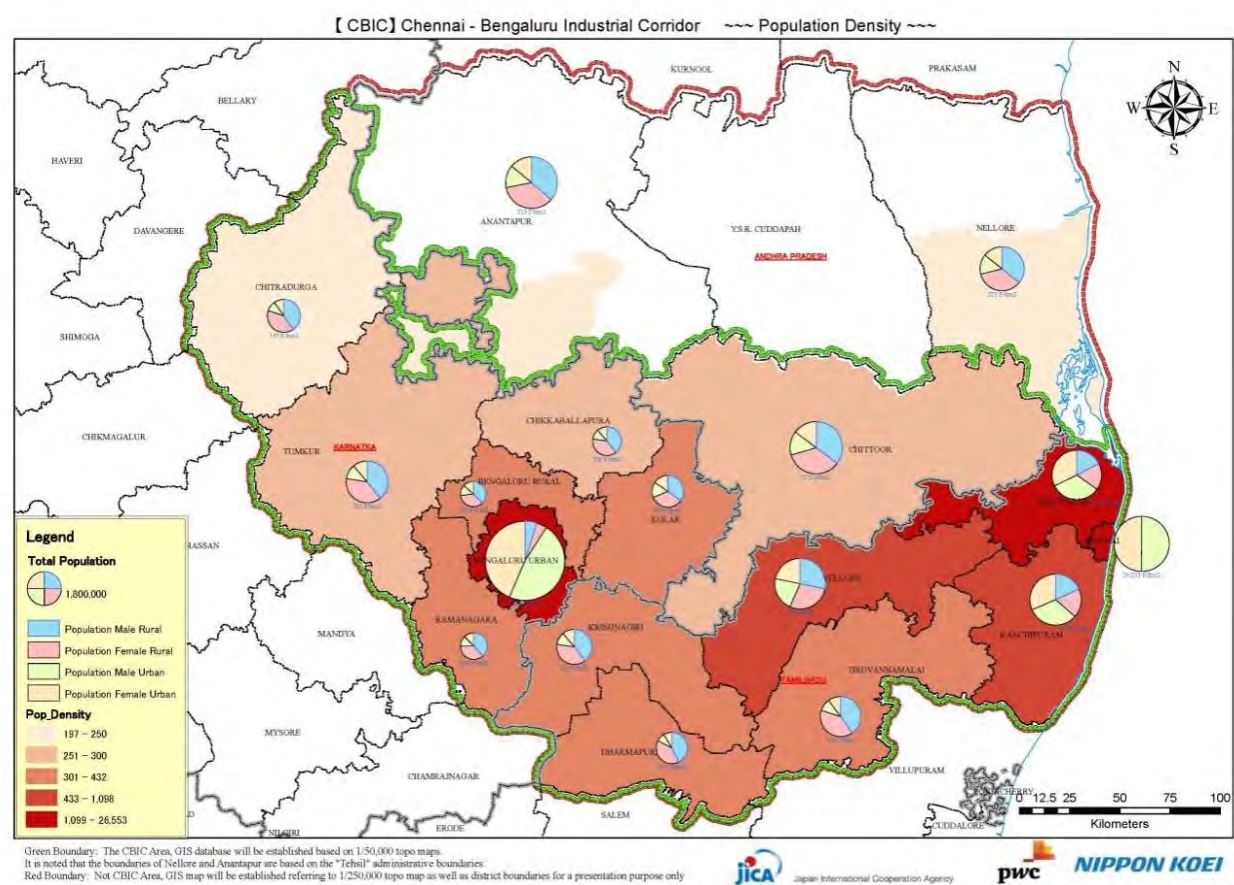 【 CBIC】Chennai - Bengaluru Industrial Corridor ~~~ Population Density ~~~
KURNOOL
PRAKASAM
N
W E
S
BELLARY
HAVERI
DAVANGERE
ANANTAPUR
Y.S.R. CUDDAPAH
NELLORE
ANDHRA PRADESH
CHITRADURGA
SHIMOGA
CHIKMAGALUR
CHIKKABALLAPURA
TUMKUR
KARNATKA
CHITTOOR
BENGALURU RURAL
KOLAR
HASSAN
BENGALURU URBAN
VELLORE
KANCHIPURAM
RAMANAGARA
KRISHNAGIRI
MANDYA
TIRUVANNAMALAI
TAMILNADU
MYSORE
DHARMAPURI
CHAMRAJNAGAR
VILLUPURAM
PONDICHERRY
SALEM
ERODE
NILGIRI
CUDDALORE
Legend
Total Population
1,800,000
Population Male Rural
Population Female Rural
Population Male Urban
Population Female Urban
Pop_Density
197 - 250
251 - 300
301 - 432
433 - 1,098
1,099 - 26,553
0 12.5 25 50 75 100
Kilometers
Green Boundary: The CBIC Area, GIS database will be established based on 1/50,000 topo maps.
It is noted that the boundaries of Nellore and Anantapur are based on the "Tehsil" administrative boundaries.
Red Boundary: Not CBIC Area, GIS map will be established referring to 1/250,000 topo map as well as district boundaries for a presentation purpose only
JICA Japan International Cooperation Agency
pwc
NIPPON KOEI